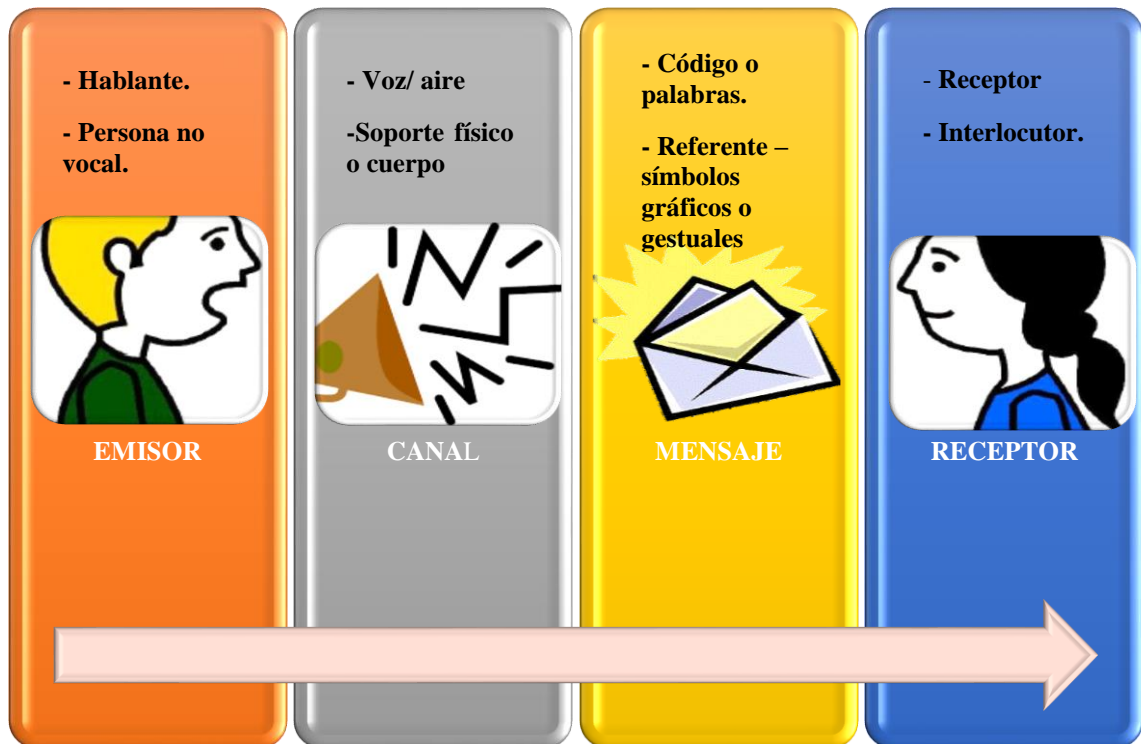 - Hablante.
- Persona no
vocal.
EMISOR
- Voz/ aire
-Soporte físico
o cuerpo
CANAL
- Código o
palabras.
- Referente –
símbolos
gráficos o
gestuales
MENSAJE
- Receptor
- Interlocutor.
RECEPTOR